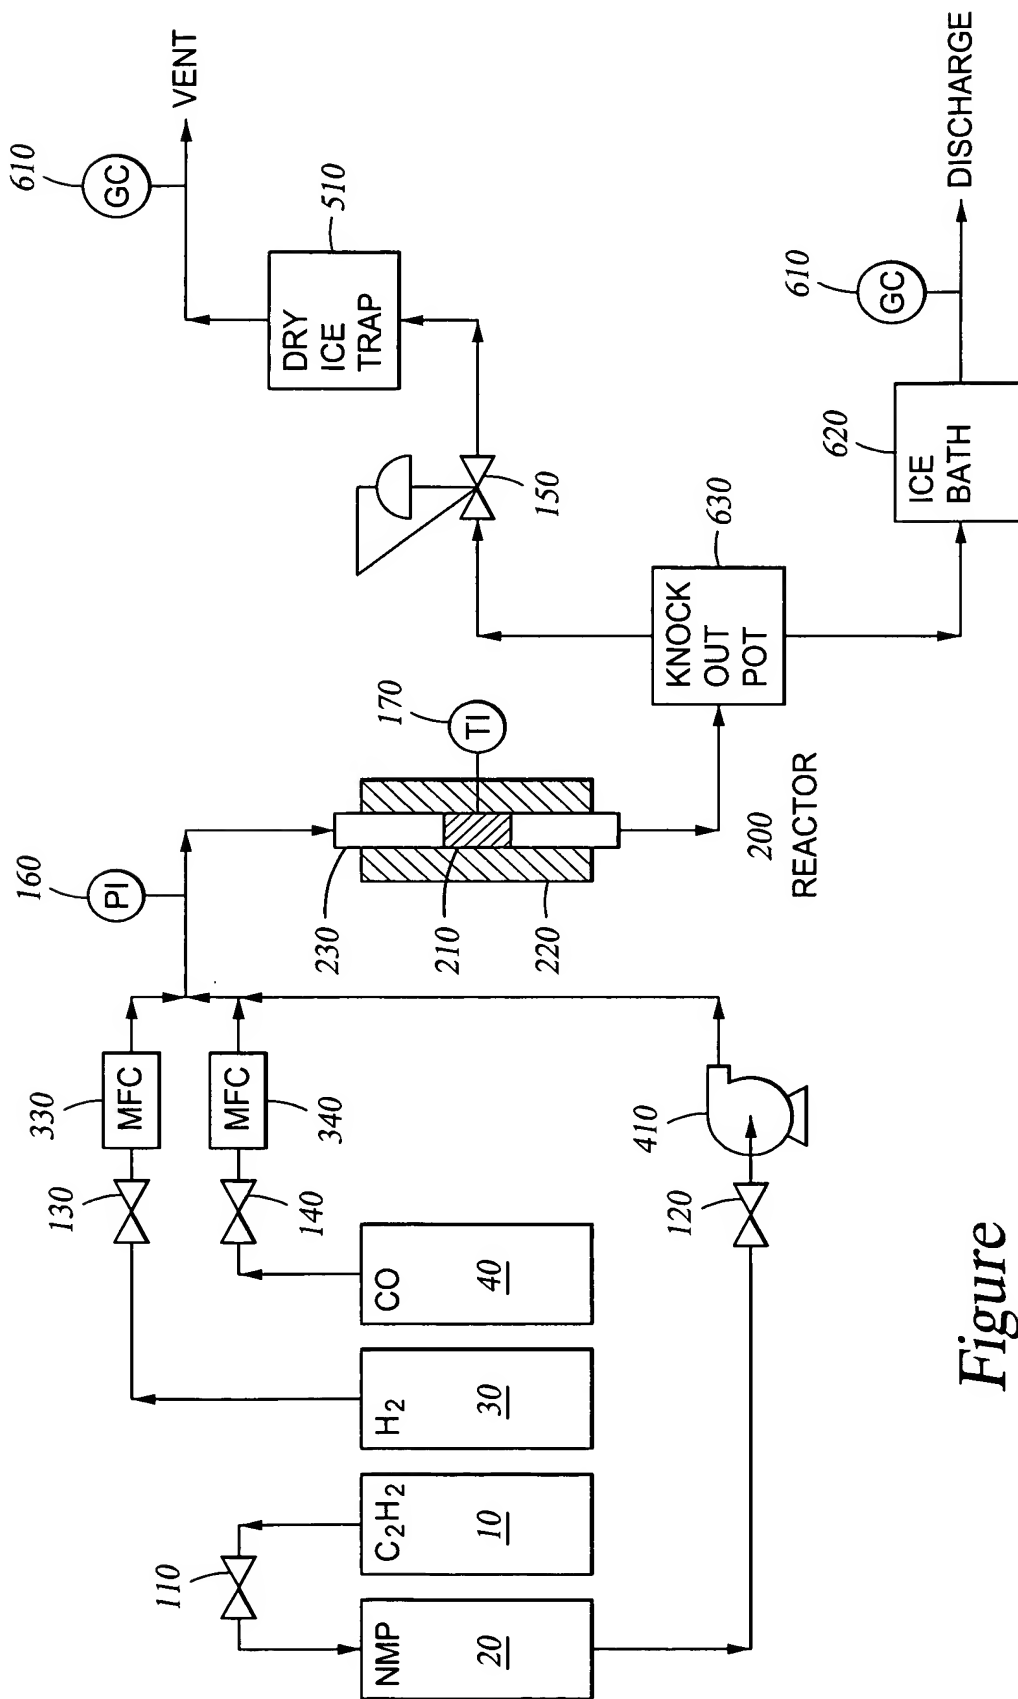 610
GC
VENT
DRY
ICE
TRAP
510
150
610
GC
DISCHARGE
ICE
BATH
620
KNOCK
OUT
POT
630
160
PI
170
TI
230
210
220
200
REACTOR
330
MFC
130
340
MFC
140
410
120
CO
40
H2
30
C2H2
10
110
NMP
20
Figure